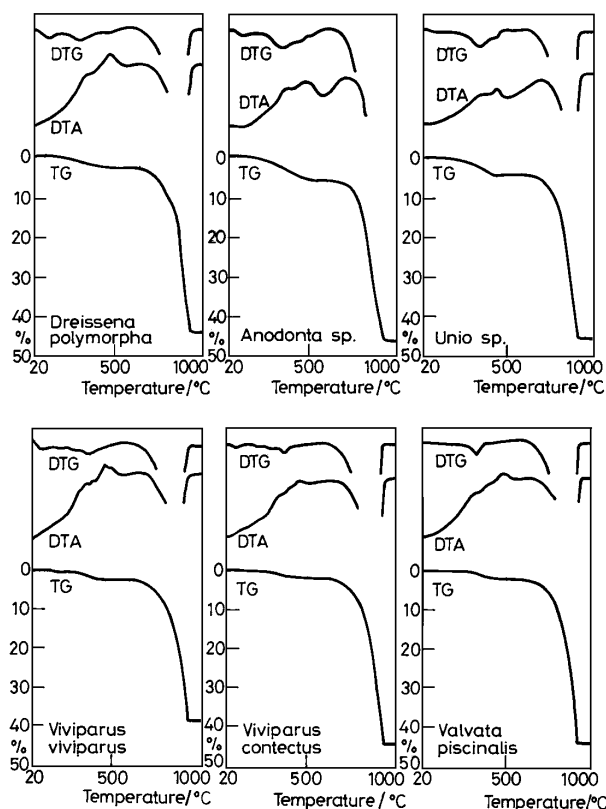 DTG
DTA
0
TG
10
20
30
40
%
50
Dreissena
polymorpha
20 500 1000
Temperature/°C
DTG
DTA
0
TG
10
20
30
40
%
50
Anodonta sp.
20 500 1000
Temperature/°C
DTG
DTA
0
TG
10
20
30
40
%
50
Unio sp.
20 500 1000
Temperature/°C
DTG
DTA
0
TG
10
20
30
40
%
50
Viviparus
viviparus
20 500 1000
Temperature/°C
DTG
DTA
0
TG
10
20
30
40
%
50
Viviparus
contectus
20 500 1000
Temperature/°C
DTG
DTA
0
TG
10
20
30
40
%
50
Valvata
piscinalis
20 500 1000
Temperature/°C